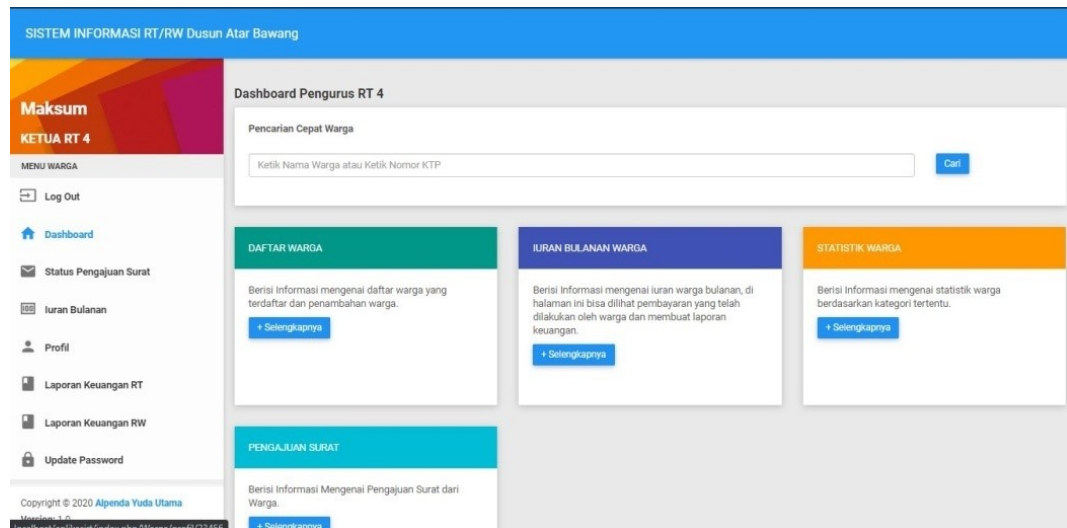 SISTEM INFORMASI RT/RW Dusun Atar Bawang
Maksum
KETUA RT 4
MENU WARGA
Log Out
Dashboard
Status Pengajuan Surat
Iuran Bulanan
Profil
Laporan Keuangan RT
Laporan Keuangan RW
Update Password
Copyright © 2020 Alpenda Yuda Utama
Version: 1.0
Dashboard Pengurus RT 4
Pencarian Cepat Warga
Ketik Nama Warga atau Ketik Nomor KTP
Cari
DAFTAR WARGA
Berisi Informasi mengenai daftar warga yang
terdaftar dan penambahan warga.
+ Selengkapnya
IURAN BULANAN WARGA
Berisi Informasi mengenai iuran warga bulanan, di
halaman ini bisa dilihat pembayaran yang telah
dilakukan oleh warga dan membuat laporan
keuangan.
+ Selengkapnya
STATISTIK WARGA
Berisi Informasi mengenai statistik warga
berdasarkan kategori tertentu.
+ Selengkapnya
PENGAJUAN SURAT
Berisi Informasi Mengenai Pengajuan Surat dari
Warga.
+ Selengkapnya